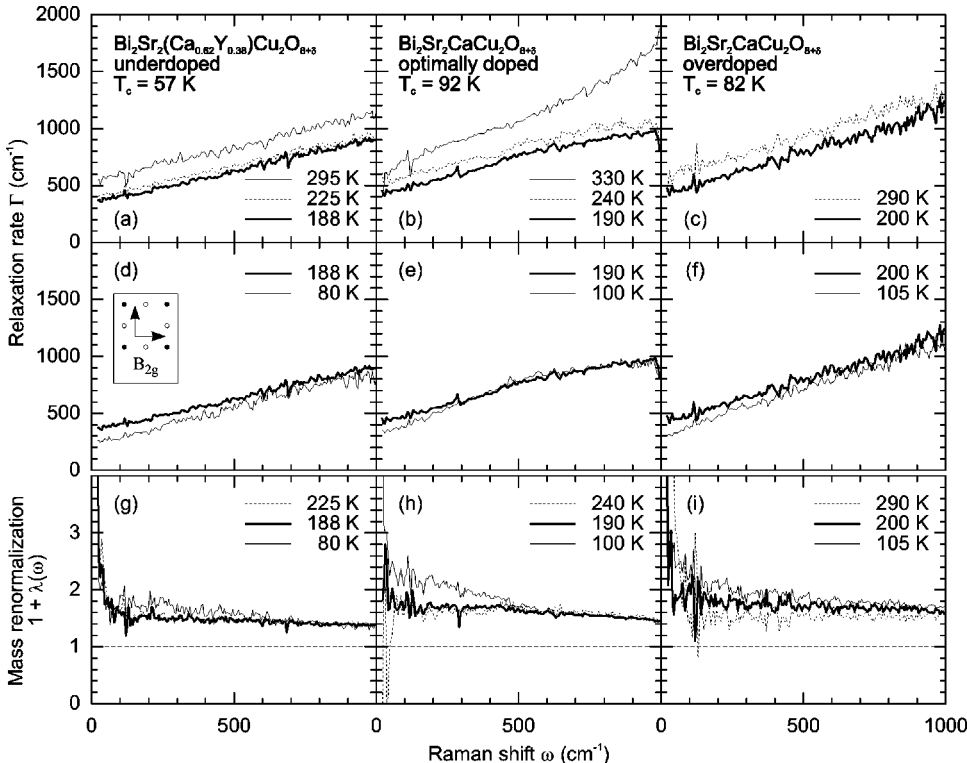 Bi₂Sr₂(Ca₀.₆₂Y₀.₃₈)Cu₂O₈₊δ
underdoped
T_c = 57 K
295 K
225 K
188 K
(a)
Bi₂Sr₂CaCu₂O₈₊δ
optimally doped
T_c = 92 K
330 K
240 K
190 K
(b)
Bi₂Sr₂CaCu₂O₈₊δ
overdoped
T_c = 82 K
290 K
200 K
(c)
2000
1500
1000
500
0
Relaxation rate Γ (cm⁻¹)
(d)
188 K
80 K
B₂g
(e)
190 K
100 K
(f)
200 K
105 K
1500
1000
500
0
(g)
225 K
188 K
80 K
(h)
240 K
190 K
100 K
(i)
290 K
200 K
105 K
3
2
1
0
Mass renormalization
1 + λ(ω)
0 500 0 500 0 500 1000
Raman shift ω (cm⁻¹)